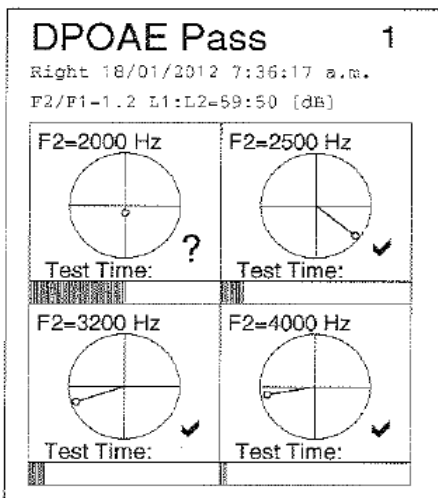 DPOAE Pass 1
Right 18/01/2012 7:36:17 a.m.
F2/F1=1.2 L1:L2=59:50 [dB]
F2=2000 Hz F2=2500 Hz
?
Test Time: Test Time:
F2=3200 Hz F2=4000 Hz
Test Time: Test Time: